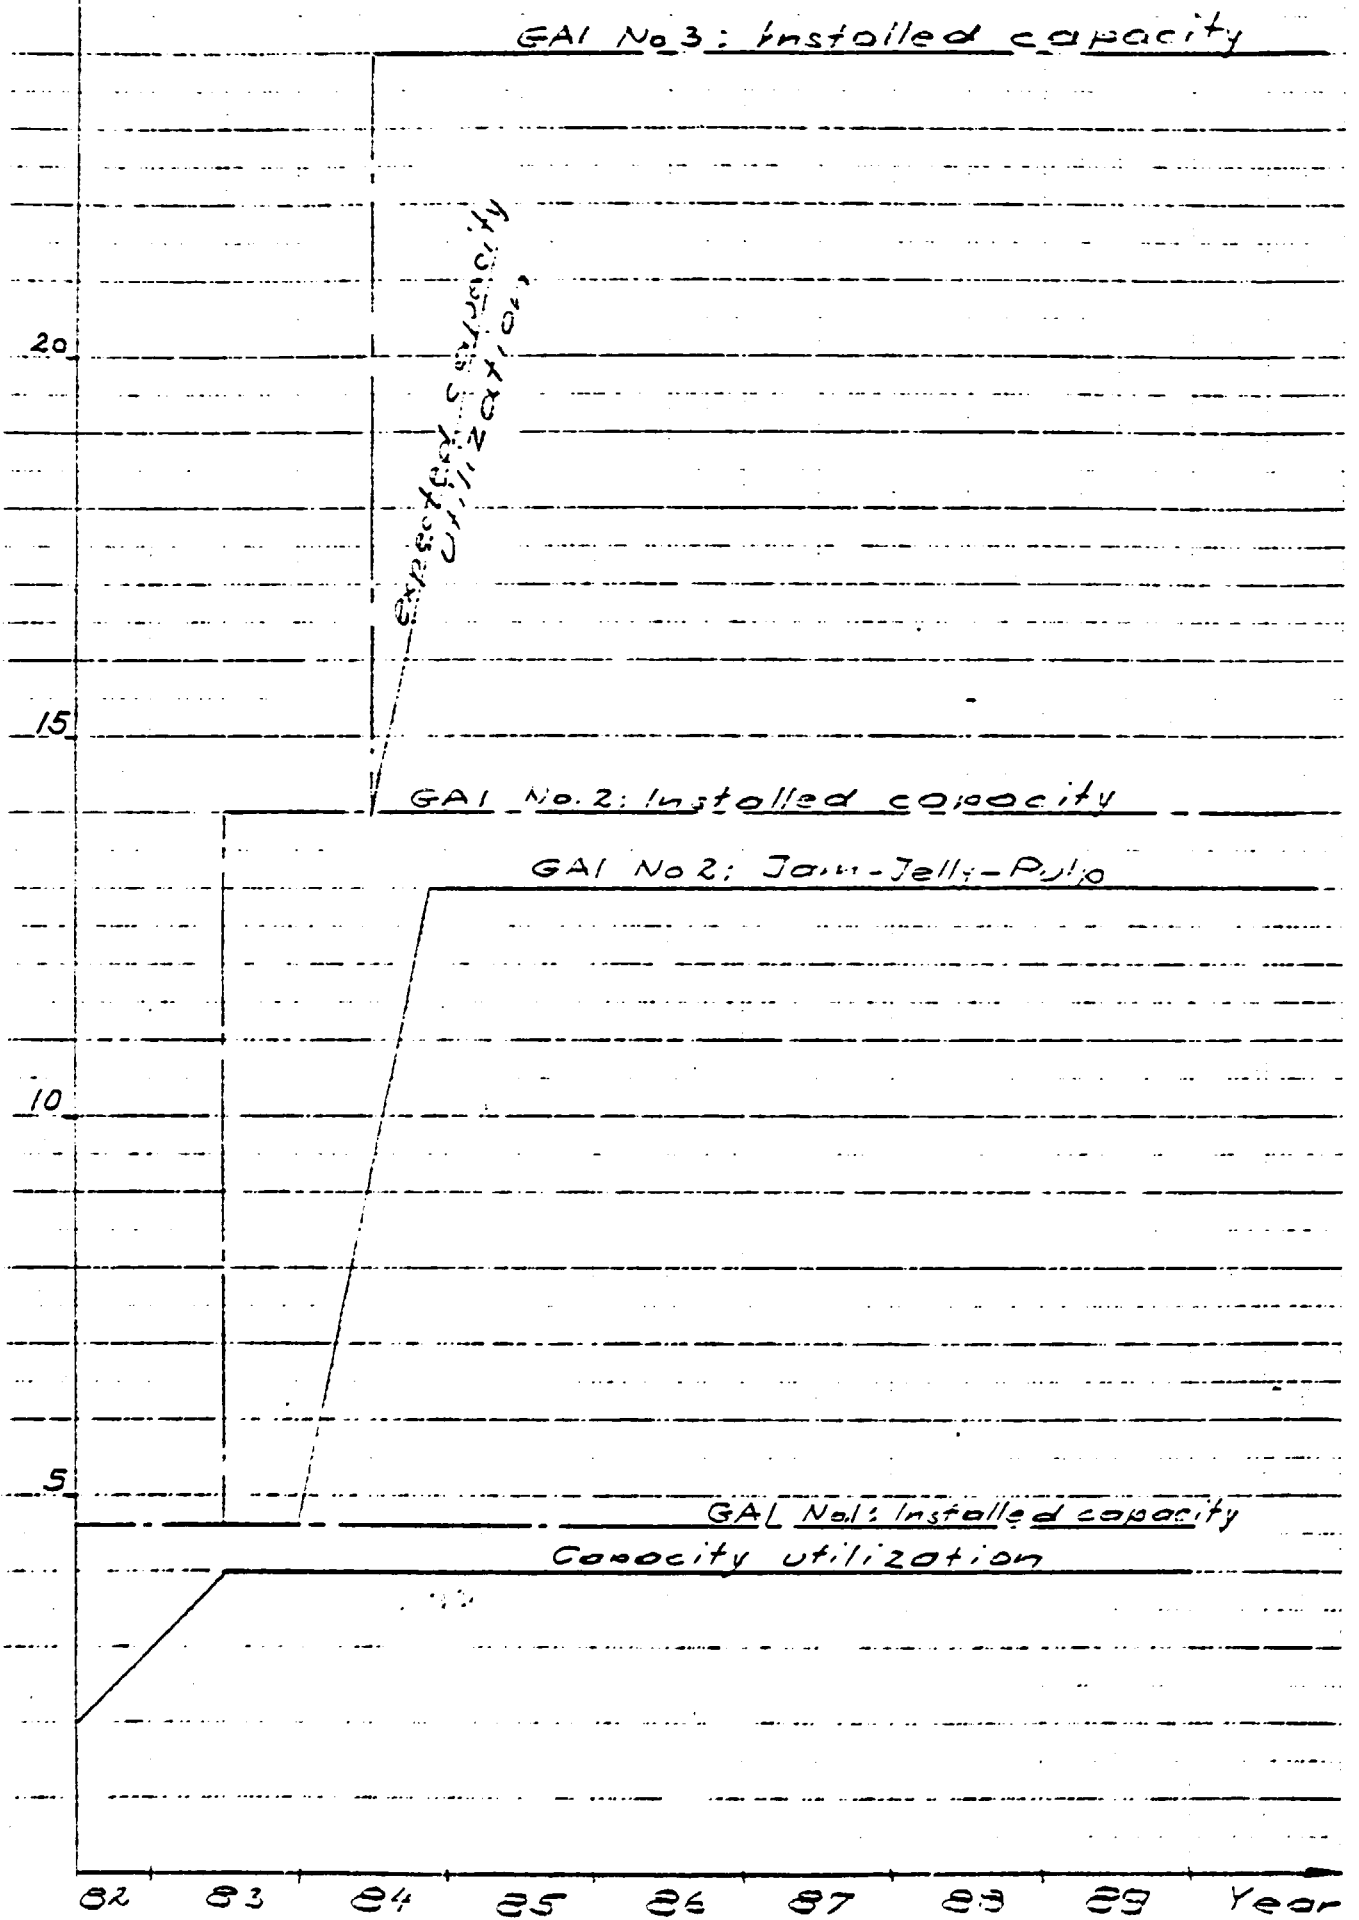 GAI No 3: Installed capacity
expected capacity
utilization
20
15
GAI No. 2: Installed capacity
GAI No 2: Jam-Jelly-Pulp
10
5
GAI No.1: Installed capacity
Capacity utilization
82 83 84 85 86 87 88 89 Year